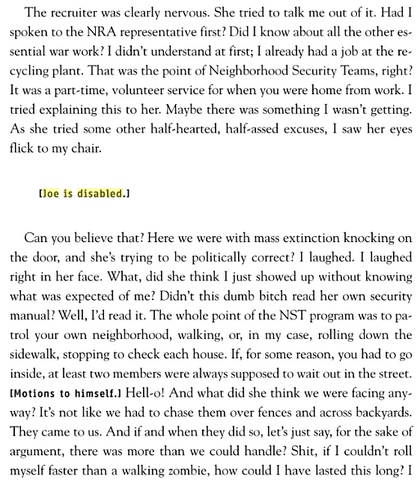 The recruiter was clearly nervous. She tried to talk me out of it. Had I
spoken to the NRA representative first? Did I know about all the other es-
sential war work? I didn't understand at first; I already had a job at the re-
cycling plant. That was the point of Neighborhood Security Teams, right?
It was a part-time, volunteer service for when you were home from work. I
tried explaining this to her. Maybe there was something I wasn't getting.
As she tried some other half-hearted, half-assed excuses, I saw her eyes
flick to my chair.
[Joe is disabled.]
Can you believe that? Here we were with mass extinction knocking on
the door, and she's trying to be politically correct? I laughed. I laughed
right in her face. What, did she think I just showed up without knowing
what was expected of me? Didn't this dumb bitch read her own security
manual? Well, I'd read it. The whole point of the NST program was to pa-
trol your own neighborhood, walking, or, in my case, rolling down the
sidewalk, stopping to check each house. If, for some reason, you had to go
inside, at least two members were always supposed to wait out in the street.
[Motions to himself.] Hell-o! And what did she think we were facing any-
way? It's not like we had to chase them over fences and across backyards.
They came to us. And if and when they did so, let's just say, for the sake of
argument, there was more than we could handle? Shit, if I couldn't roll
myself faster than a walking zombie, how could I have lasted this long? I